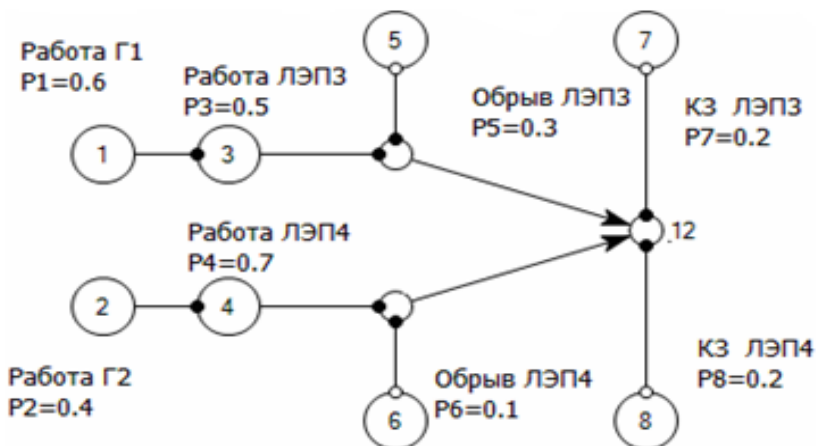 Работа Г1
P1=0.6
Работа ЛЭП3
P3=0.5
5
7
Обрыв ЛЭП3
P5=0.3
КЗ ЛЭП3
P7=0.2
1
3
Работа ЛЭП4
P4=0.7
12
2
4
Работа Г2
P2=0.4
Обрыв ЛЭП4
P6=0.1
КЗ ЛЭП4
P8=0.2
6
8